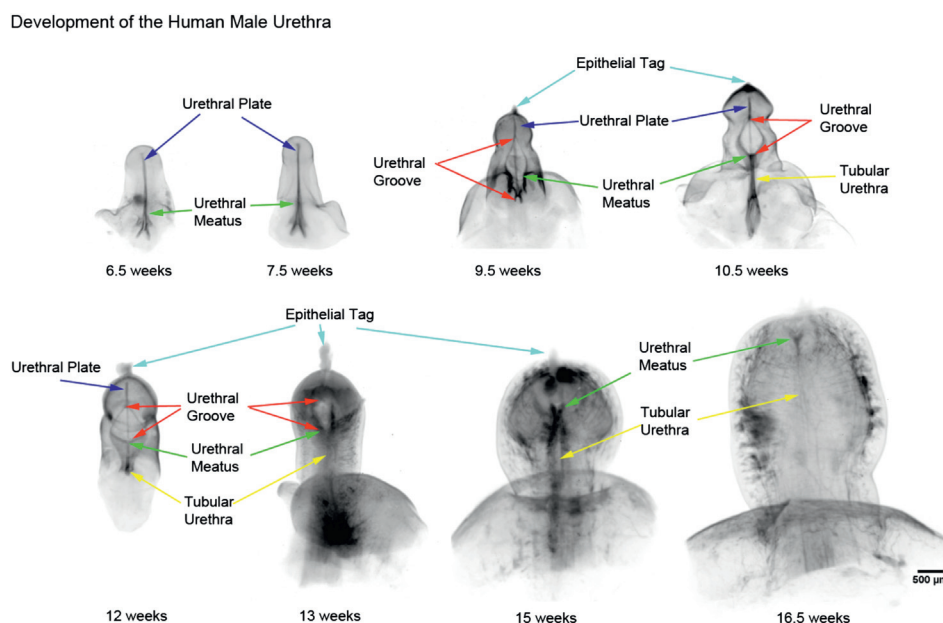 Development of the Human Male Urethra
Epithelial Tag
Urethral Plate
Urethral Plate
Urethral
Groove
Urethral
Groove
Urethral
Meatus
Urethral
Meatus
Tubular
Urethra
6.5 weeks
7.5 weeks
9.5 weeks
10.5 weeks
Epithelial Tag
Urethral Plate
Urethral
Groove
Urethral
Meatus
Tubular
Urethra
Urethral
Meatus
Tubular
Urethra
500 µm
12 weeks
13 weeks
15 weeks
16.5 weeks